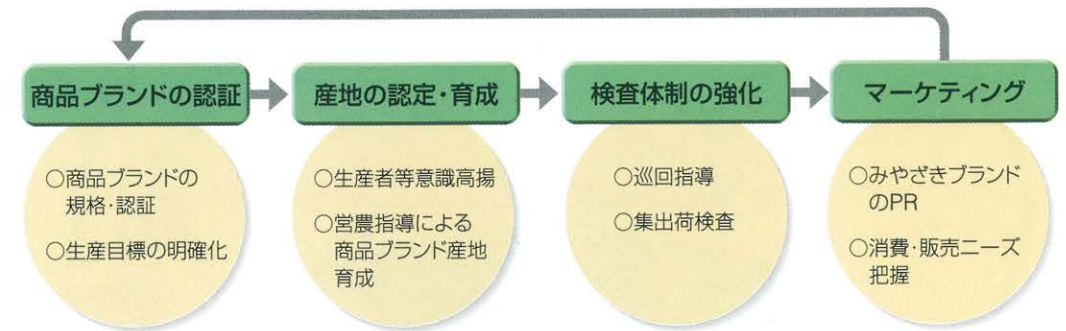 商品ブランドの認証
産地の認定・育成
検査体制の強化
マーケティング
○商品ブランドの
規格・認証
○生産目標の明確化
○生産者等意識高揚
○営農指導による
商品ブランド産地
育成
○巡回指導
○集出荷検査
○みやざきブランド
のPR
○消費・販売ニーズ
把握